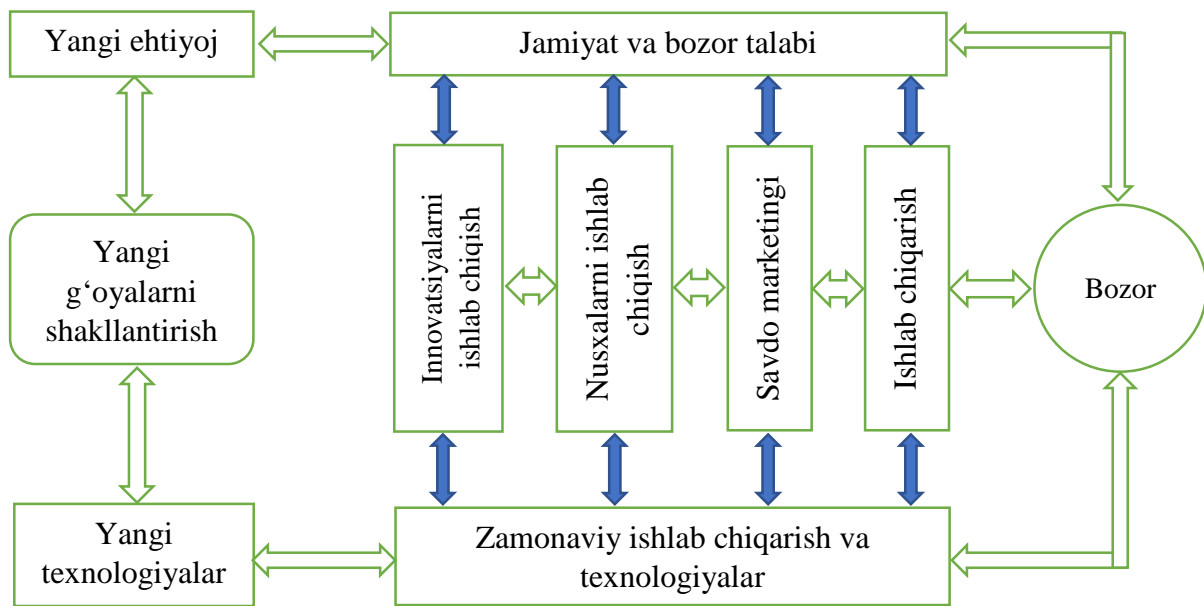 Yangi ehtiyoj
Jamiyat va bozor talabi
Yangi
g‘oyalarni
shakllantirish
Innovatsiyalarni
ishlab chiqish
Nusxalarni ishlab
chiqish
Savdo marketingi
Ishlab chiqarish
Bozor
Yangi
texnologiyalar
Zamonaviy ishlab chiqarish va
texnologiyalar